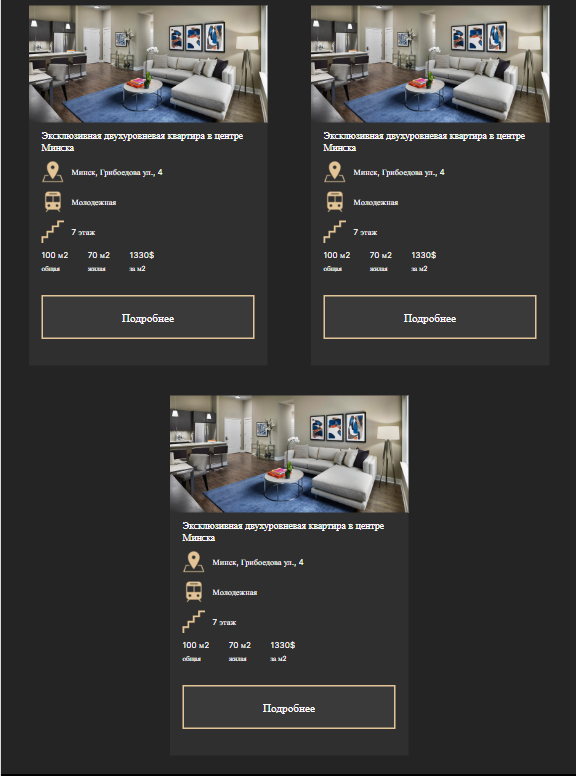 Эксклюзивная двухуровневая квартира в центре
Минска
Минск, Грибоедова ул., 4
Молодежная
7 этаж
100 м2 70 м2 1330$
общая жилая за м2
Подробнее
Эксклюзивная двухуровневая квартира в центре
Минска
Минск, Грибоедова ул., 4
Молодежная
7 этаж
100 м2 70 м2 1330$
общая жилая за м2
Подробнее
Эксклюзивная двухуровневая квартира в центре
Минска
Минск, Грибоедова ул., 4
Молодежная
7 этаж
100 м2 70 м2 1330$
общая жилая за м2
Подробнее